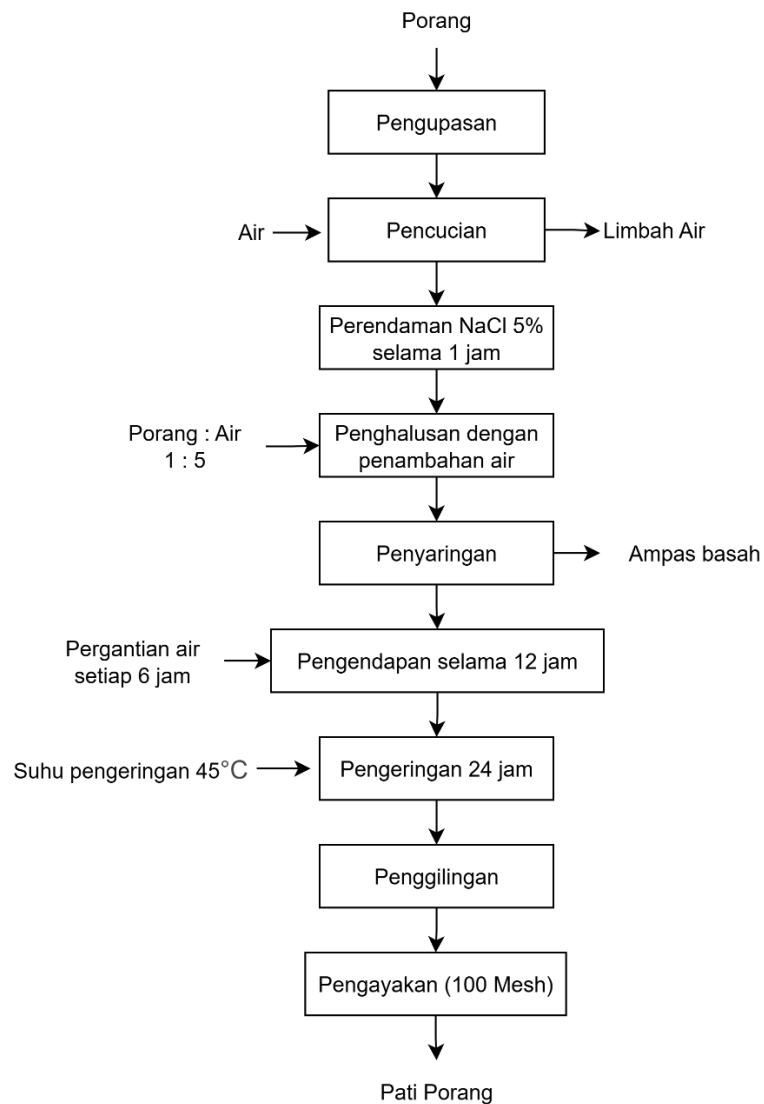 Porang
Pengupasan
Air
Pencucian
Limbah Air
Perendaman NaCl 5%
selama 1 jam
Porang : Air
1 : 5
Penghalusan dengan
penambahan air
Penyaringan
Ampas basah
Pergantian air
setiap 6 jam
Pengendapan selama 12 jam
Suhu pengeringan 45°C
Pengeringan 24 jam
Penggilingan
Pengayakan (100 Mesh)
Pati Porang